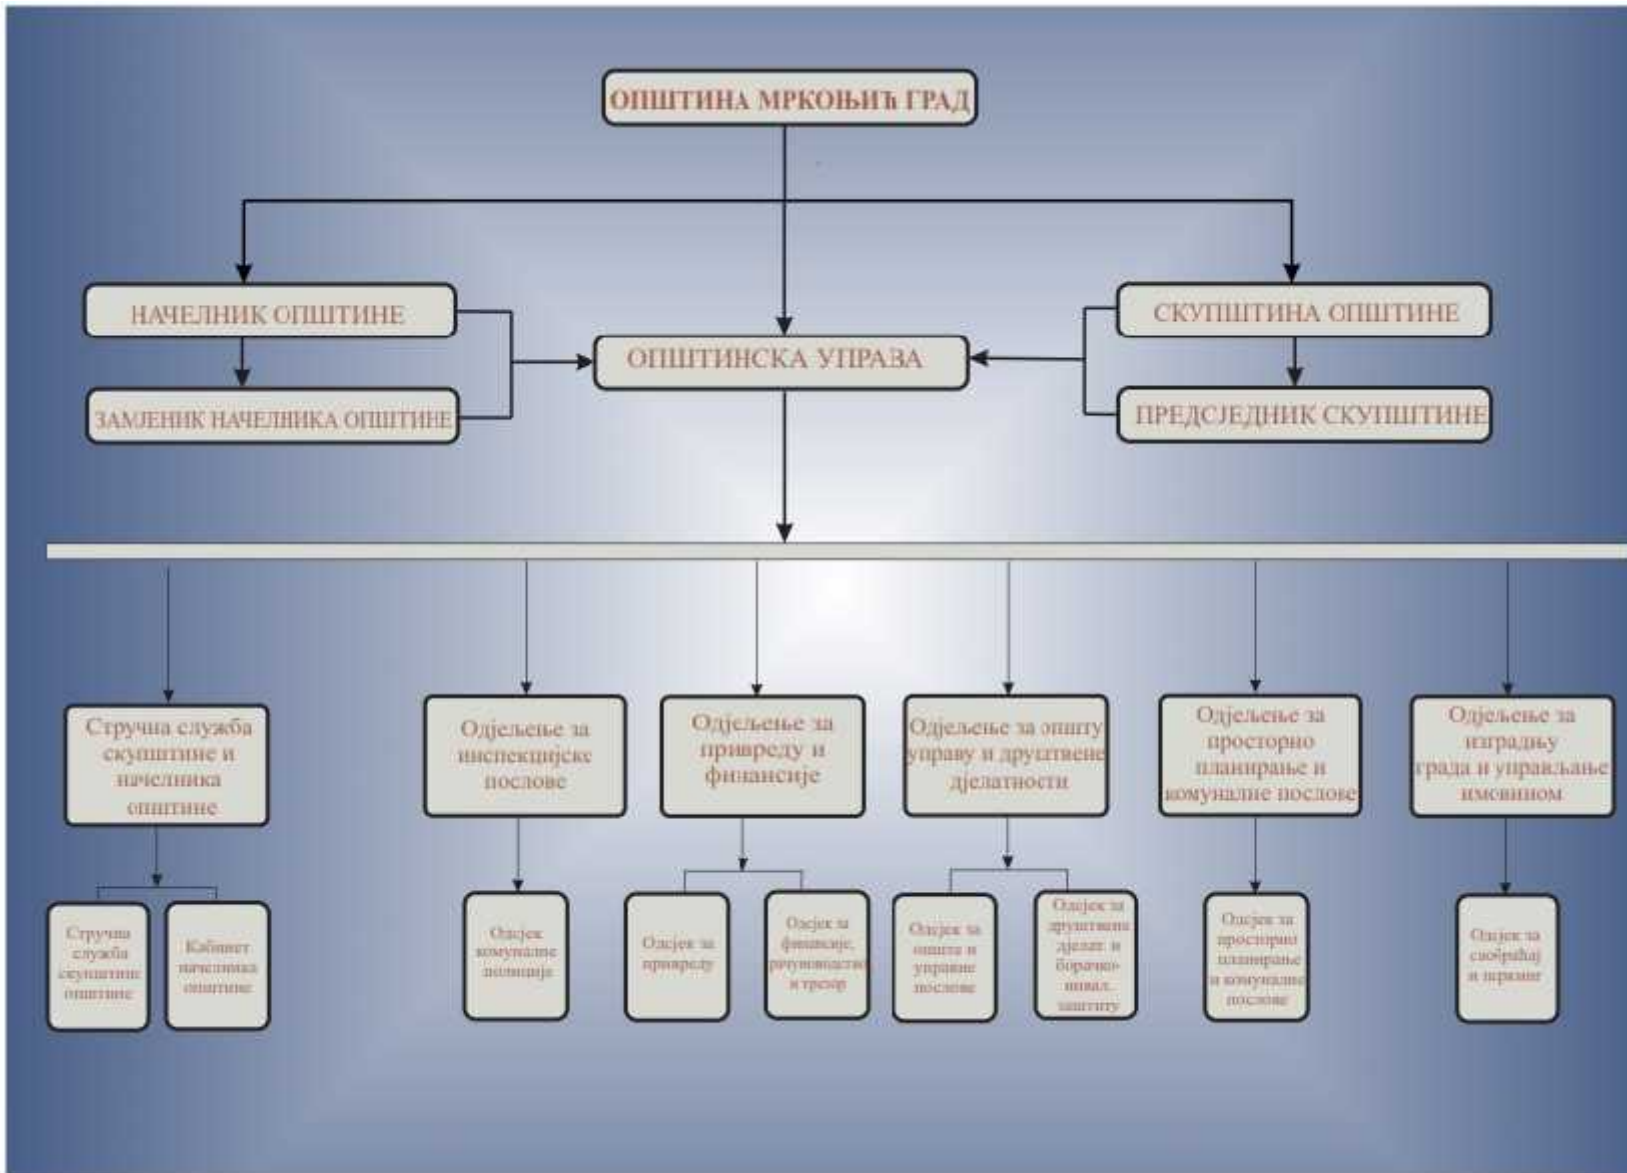 ОПШТИНА МРКОЊИЋ ГРАД
НАЧЕЛНИК ОПШТИНЕ
СКУПШТИНА ОПШТИНЕ
ОПШТИНСКА УПРАВА
ЗАМЈЕНИК НАЧЕЛНИКА ОПШТИНЕ
ПРЕДСЈЕДНИК СКУПШТИНЕ
Стручна служба
скупштине и
начелника
општине
Одјељење за
инспекцијске
послове
Одјељење за
привреду и
финансије
Одјељење за општу
управу и друштвене
дјелатности
Одјељење за
просторно
планирање и
комуналне послове
Одјељење за
изградњу
града и управљање
имовином
Стручна
служба
скупштине
општине
Кабинет
начелника
општине
Одсјек
комуналне
полиције
Одсјек за
привреду
Одсјек за
финансије,
рачуноводство
и трезор
Одсјек за
општа и
управне
послове
Одсјек за
друштвене
дјелат. и
борачко-
инвал.
заштиту
Одсјек за
просторно
планирање
и комуналне
послове
Одсјек за
саобраћај
и паркинг